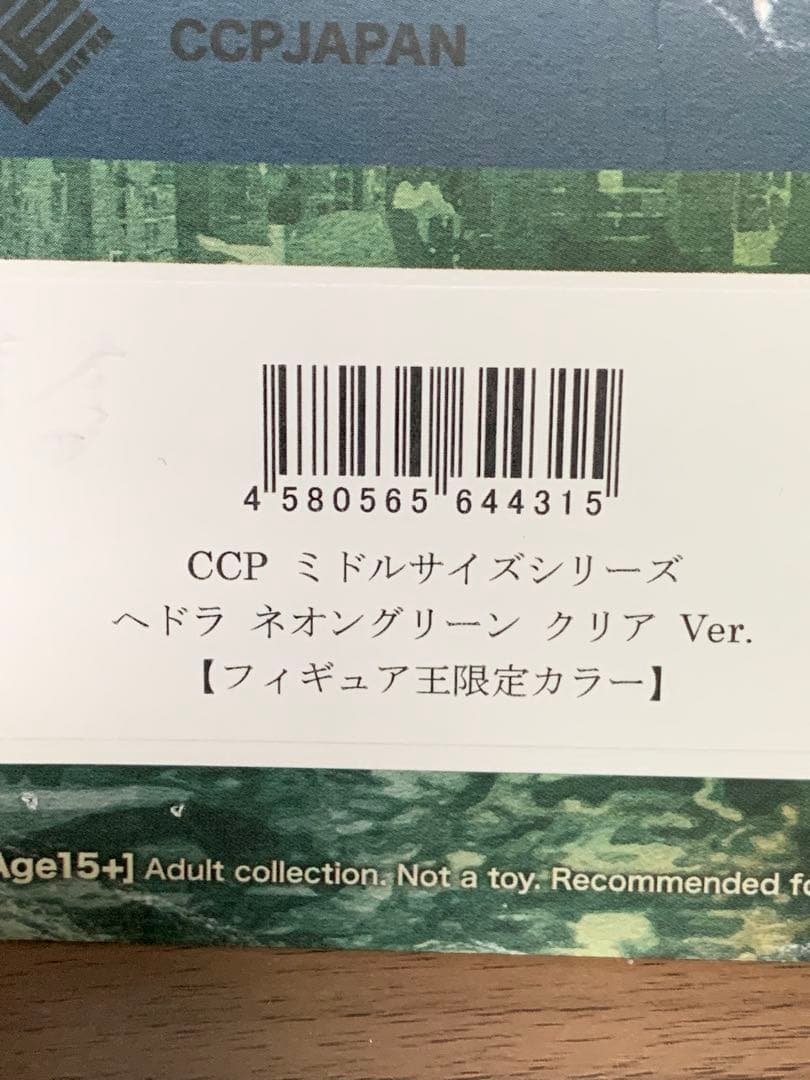 JAPAN
CCPJAPAN
4 580565 644315
CCP ミドルサイズシリーズ
ヘドラ ネオングリーン クリア Ver.
【フィギュア王限定カラー】
Age15+] Adult collection. Not a toy. Recommended fo